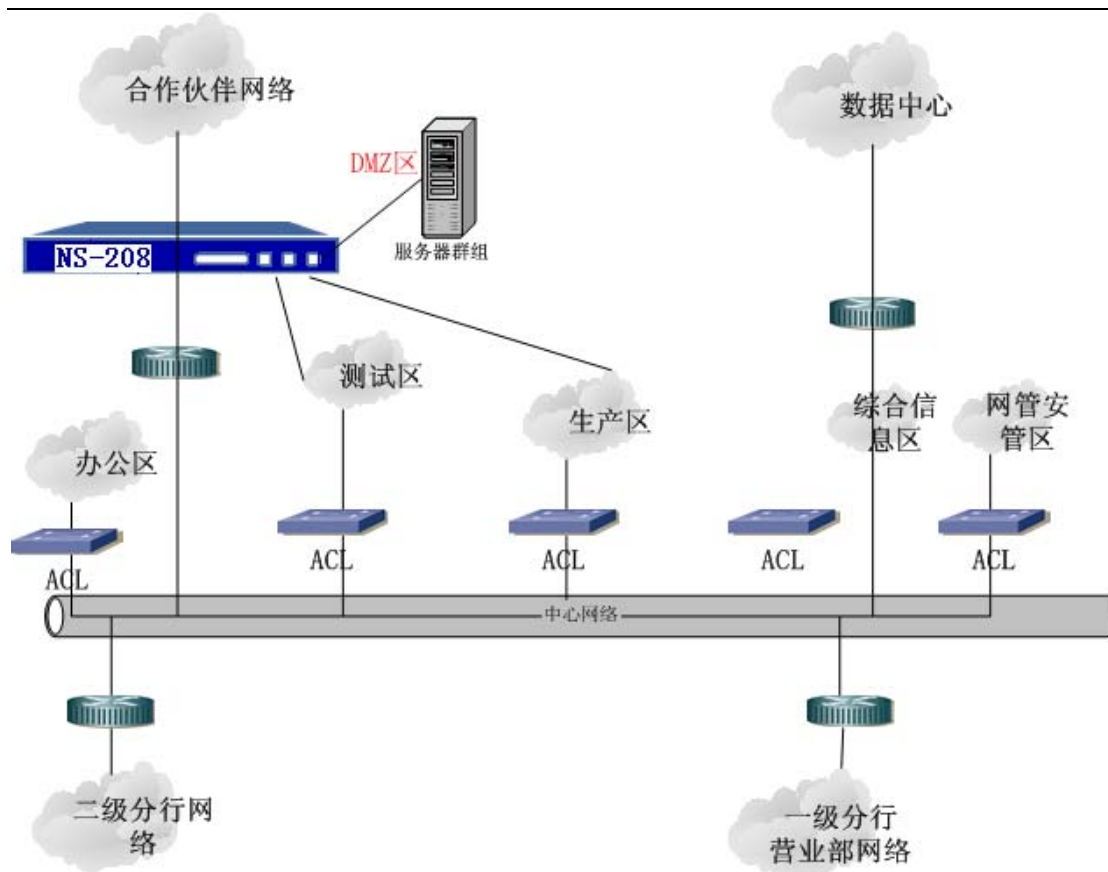 合作伙伴网络
数据中心
DMZ区
服务器群组
NS-208
测试区
生产区
综合信
息区
网管安
管区
办公区
ACL
ACL
ACL
ACL
ACL
中心网络
二级分行网
络
一级分行
营业部网络